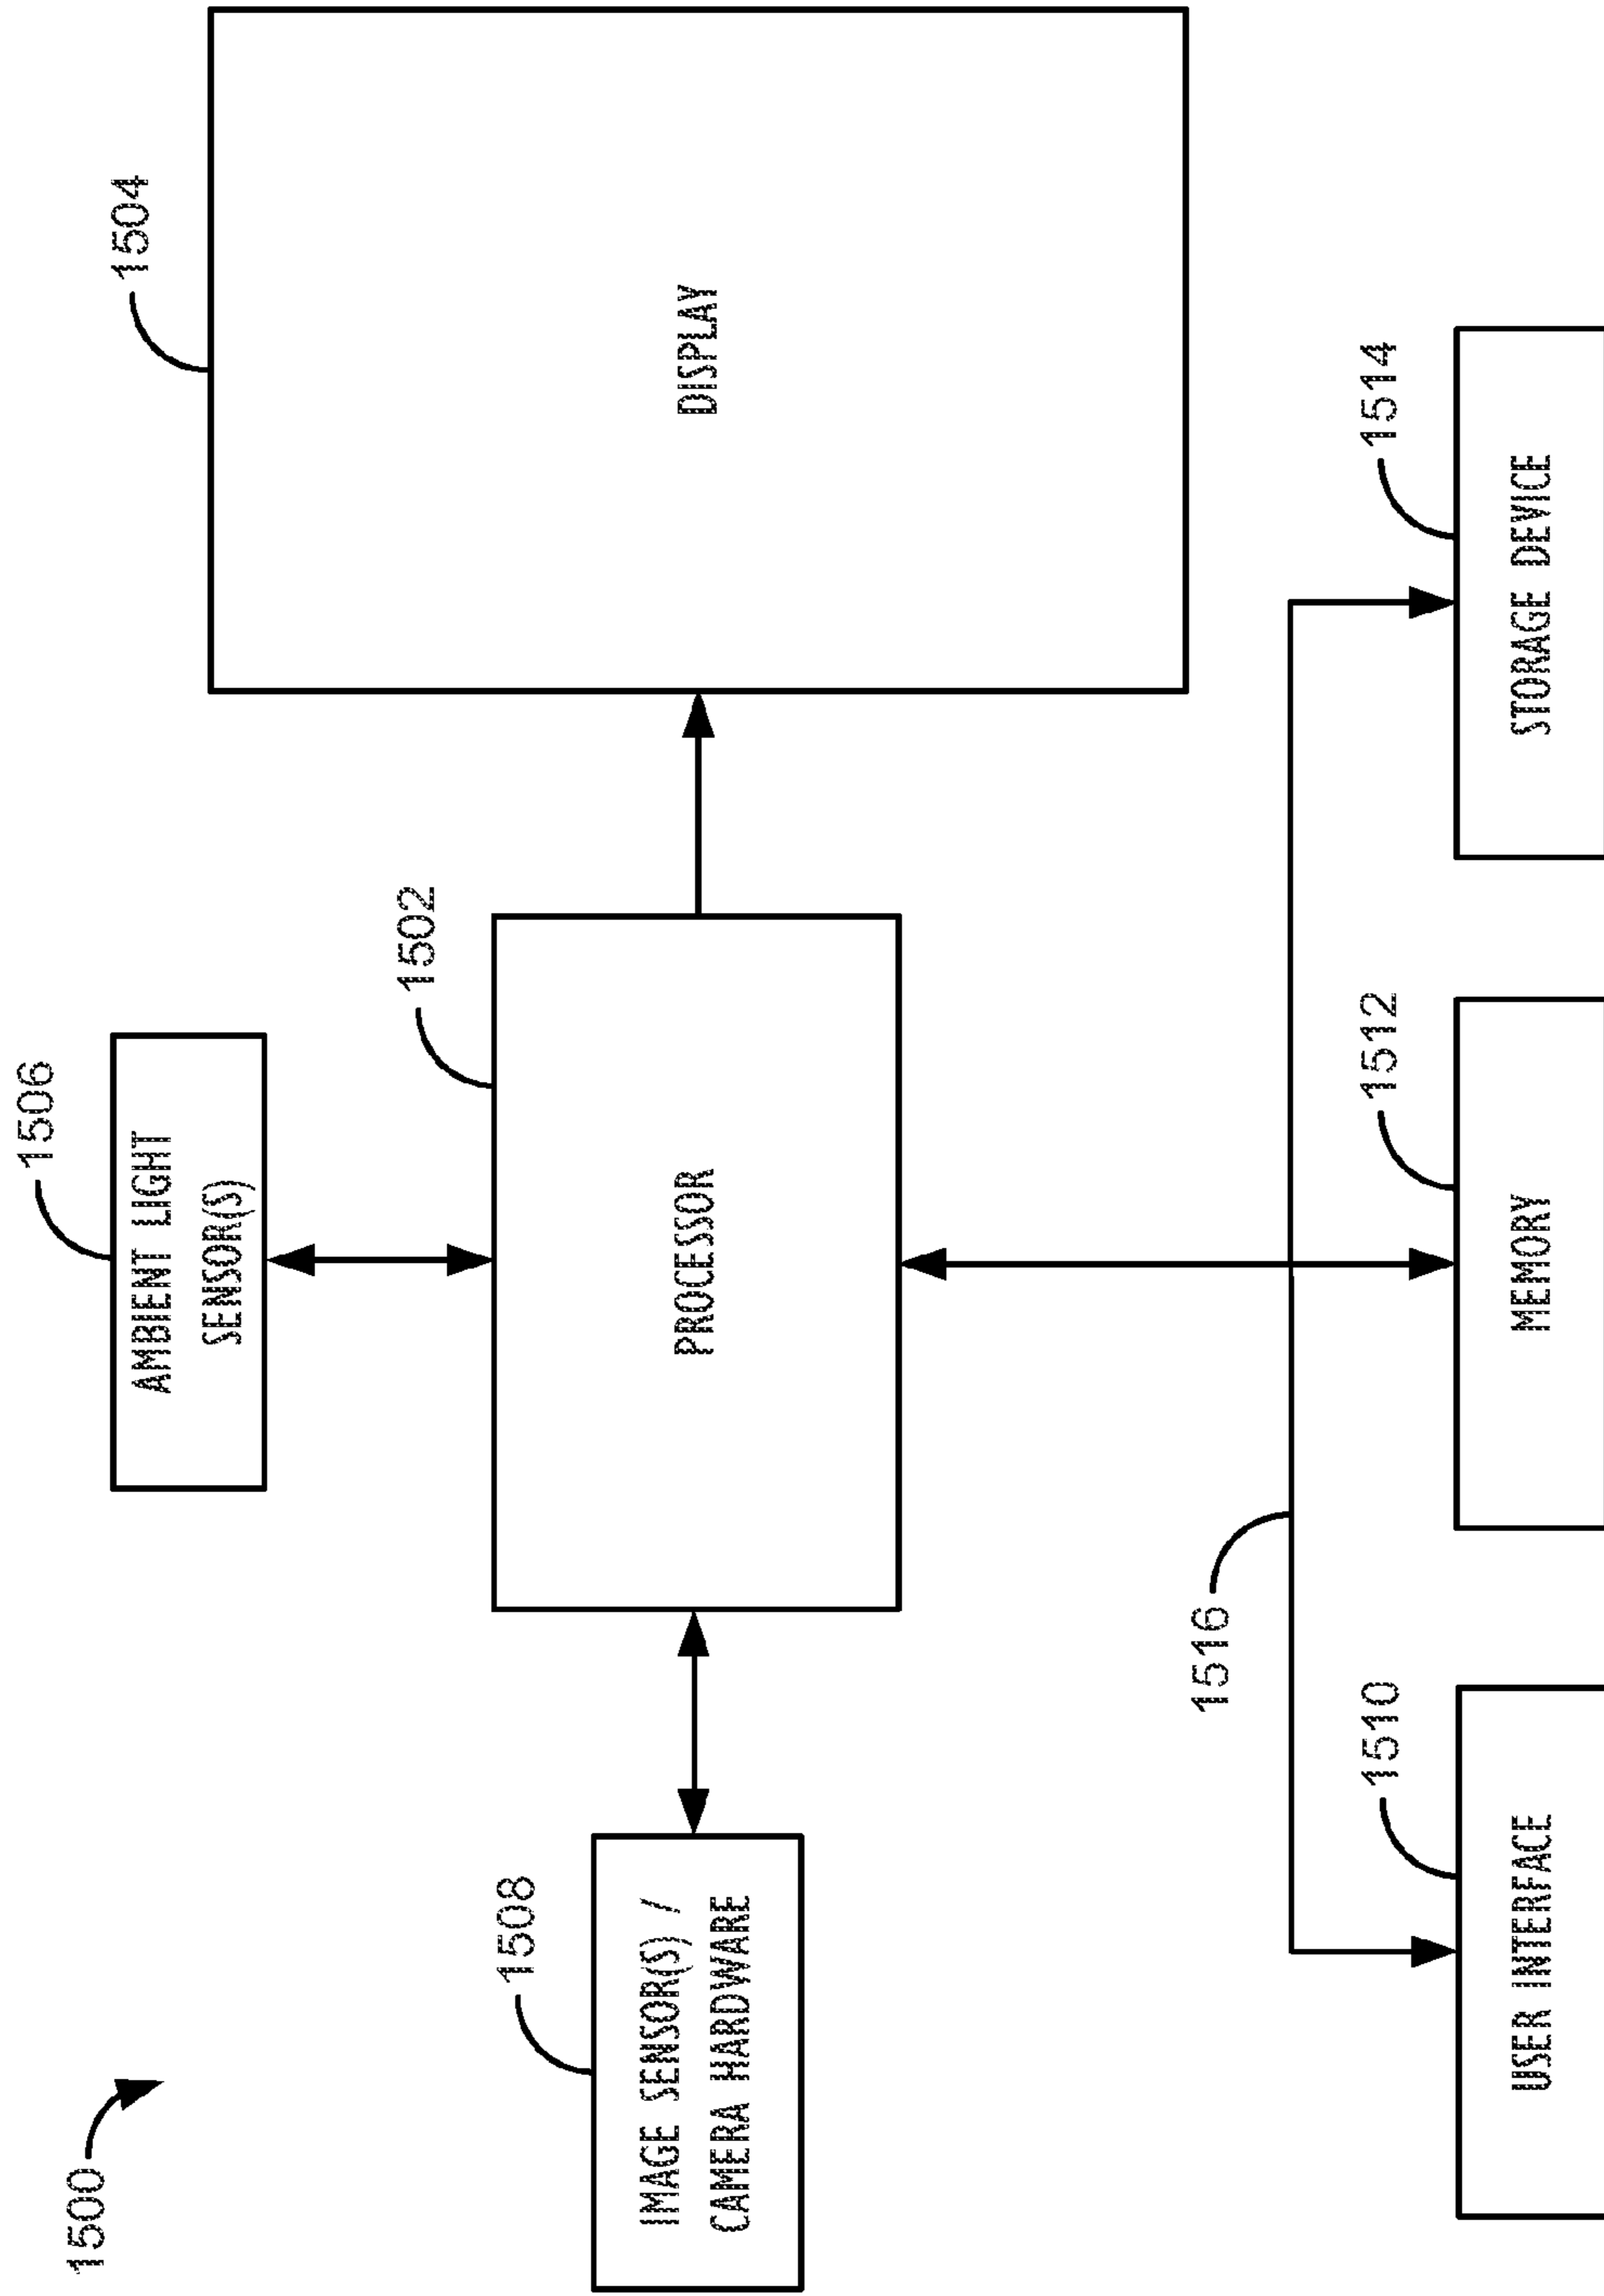 1500
1506
AMBIENT LIGHT
SENSOR(S)
1508
IMAGE SENSOR(S) /
CAMERA HARDWARE
1502
PROCESSOR
1504
DISPLAY
1516
1510
USER INTERFACE
1512
MEMORY
1514
STORAGE DEVICE